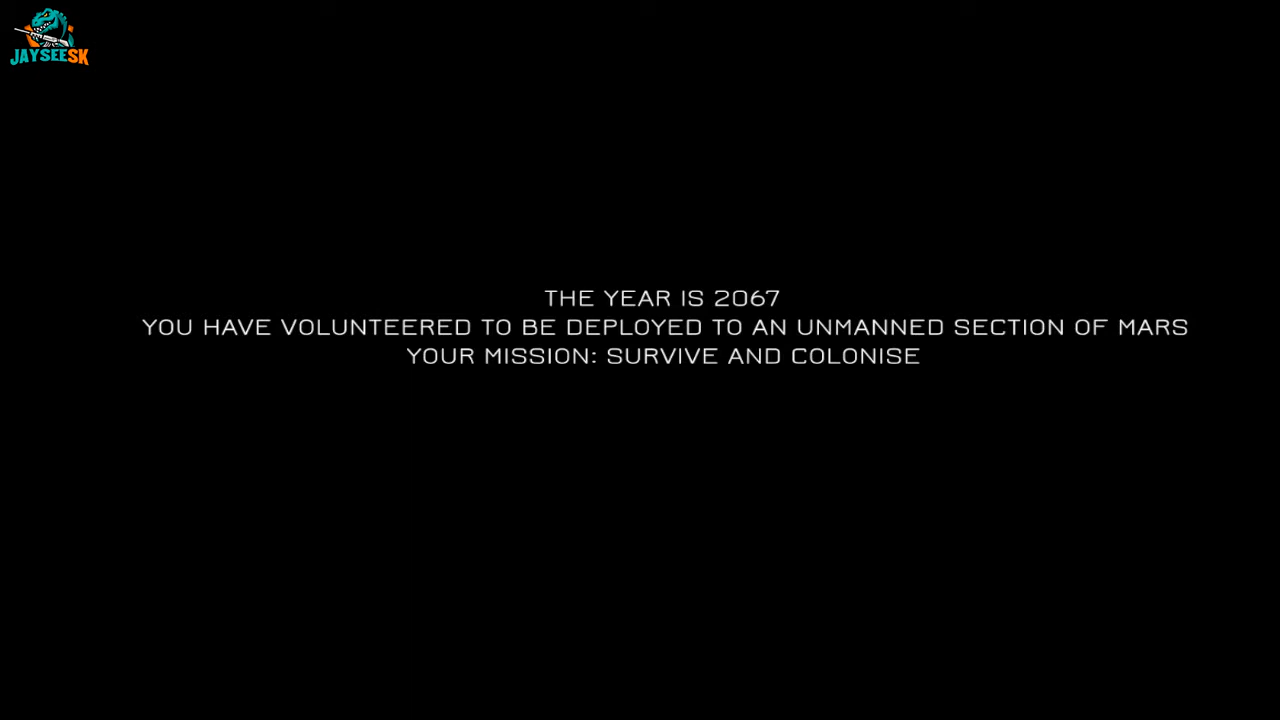 JAYSEESK
THE YEAR IS 2067
YOU HAVE VOLUNTEERED TO BE DEPLOYED TO AN UNMANNED SECTION OF MARS
YOUR MISSION: SURVIVE AND COLONISE